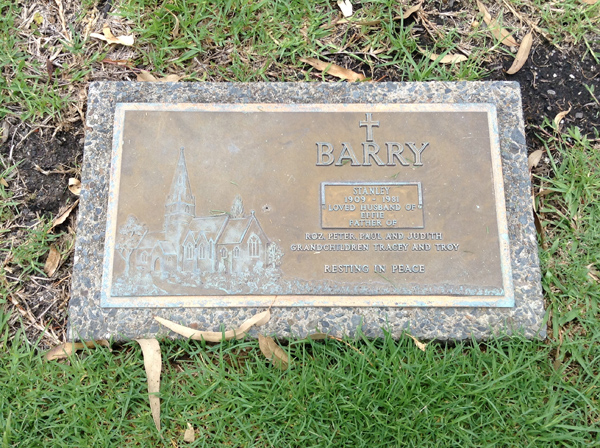 BARRY
STANLEY
1909 - 1981
"LOVED HUSBAND OF"
EFFIE
FATHER OF
ROZ, PETER, PAUL AND JUDITH
GRANDCHILDREN TRACEY AND TROY
RESTING IN PEACE